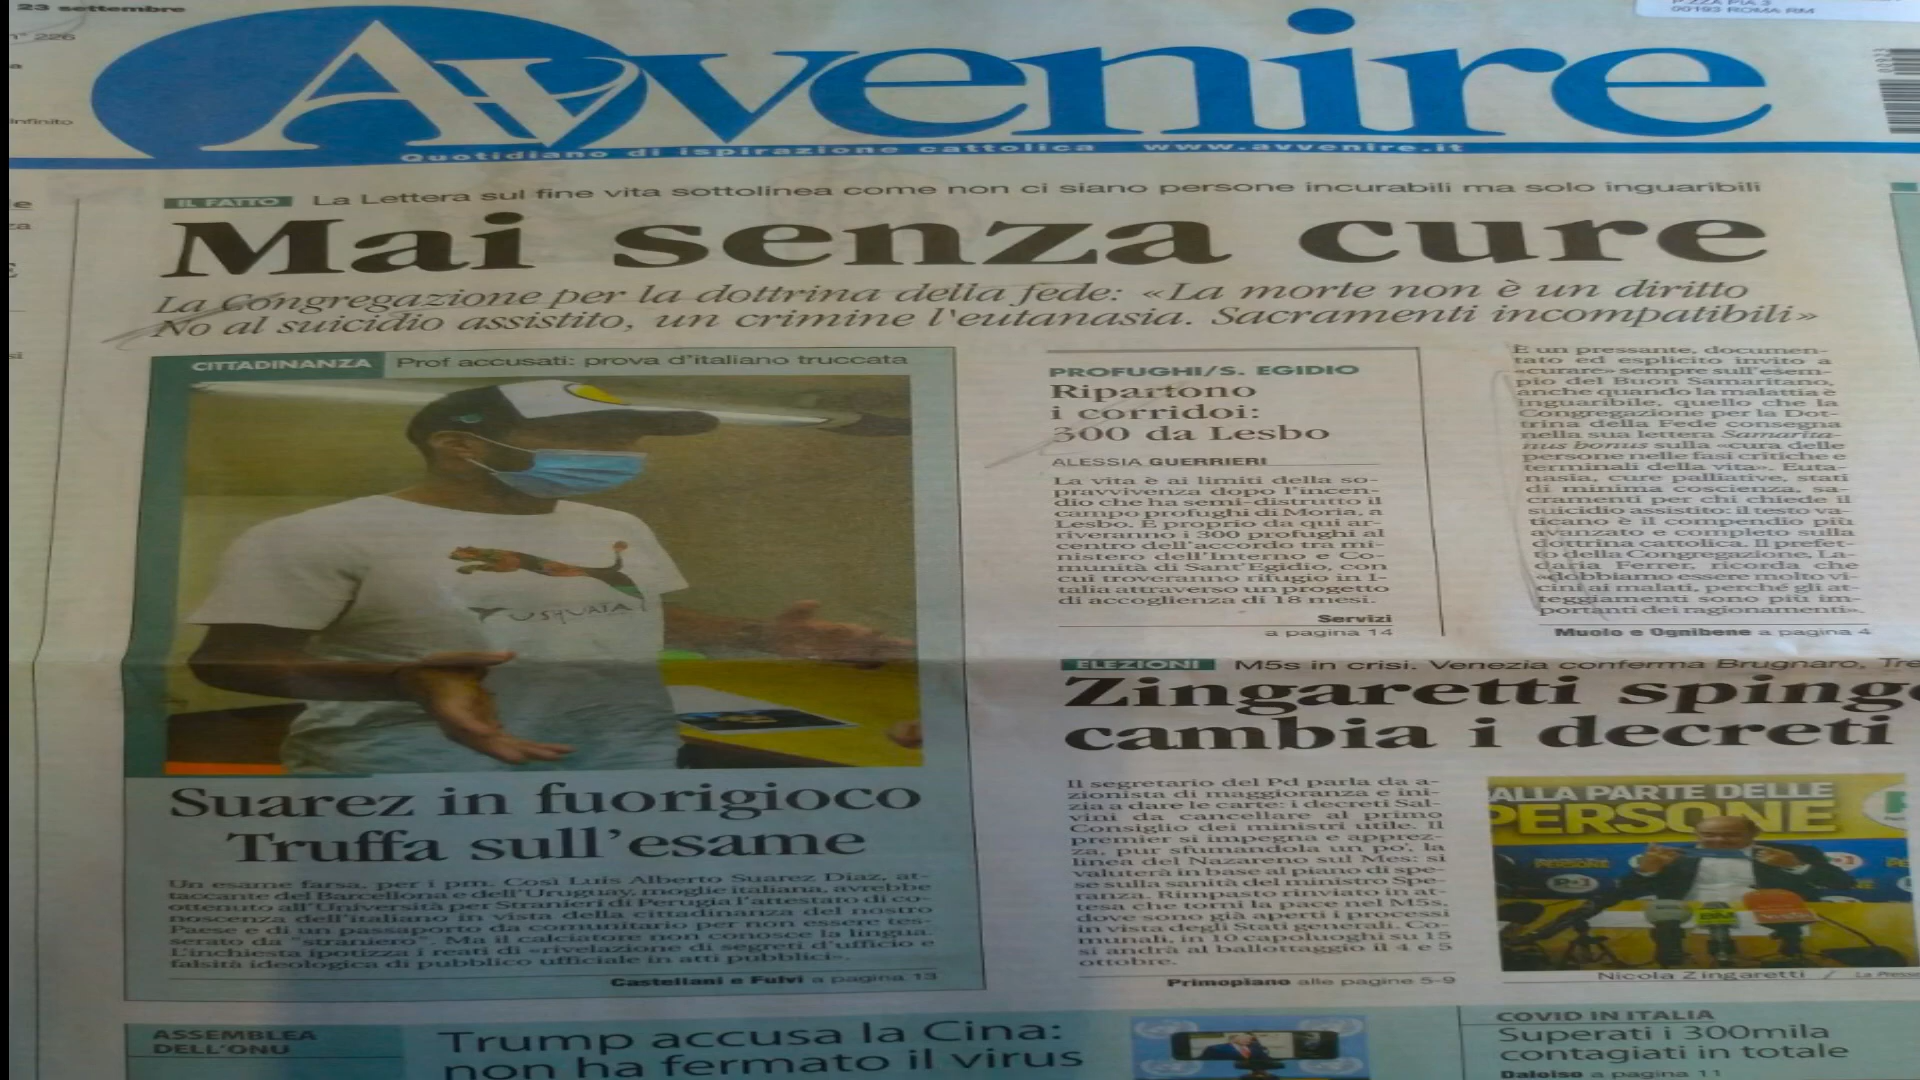 23 settembre
n° 226
P.ZZA PIA 3
00193 ROMA RM
infinito
Avvenire
Quotidiano di ispirazione cattolica www.avvenire.it
IL FATTO La Lettera sul fine vita sottolinea come non ci siano persone incurabili ma solo inguaribili
Mai senza cure
La Congregazione per la dottrina della fede: «La morte non è un diritto
No al suicidio assistito, un crimine l'eutanasia. Sacramenti incompatibili»
CITTADINANZA Prof accusati: prova d'italiano truccata
USHUAIA
Suarez in fuorigioco
Truffa sull'esame
Un esame farsa, per i pm. Così Luis Alberto Suarez Diaz, at-
taccante del Barcellona e dell'Uruguay, moglie italiana, avrebbe
ottenuto all'Università per Stranieri di Perugia l'attestato di co-
noscenza dell'italiano in vista della cittadinanza del nostro
Paese e di un passaporto da comunitario per non essere tes-
serato da "straniero". Ma il calciatore non conosce la lingua.
L'inchiesta ipotizza i reati di «rivelazione di segreti d'ufficio e
falsità ideologica di pubblico ufficiale in atti pubblici».
Castellani e Fulvi a pagina 13
PROFUGHI/S. EGIDIO
Ripartono
i corridoi:
300 da Lesbo
ALESSIA GUERRIERI
La vita è ai limiti della so-
pravvivenza dopo l'incen-
dio che ha semi-distrutto il
campo profughi di Moria, a
Lesbo. E proprio da qui ar-
riveranno i 300 profughi al
centro dell'accordo tra mi-
nistero dell'Interno e Co-
munità di Sant'Egidio, con
cui troveranno rifugio in I-
talia attraverso un progetto
di accoglienza di 18 mesi.
Servizi
a pagina 14
È un pressante, documen-
tato ed esplicito invito a
«curare» sempre sull'esem-
pio del Buon Samaritano,
anche quando la malattia è
inguaribile, quello che la
Congregazione per la Dot-
trina della Fede consegna
nella sua lettera Samarita-
nus bonus sulla «cura delle
persone nelle fasi critiche e
terminali della vita». Euta-
nasia, cure palliative, stati
di minima coscienza, sa-
cramenti per chi chiede il
suicidio assistito: il testo va-
ticano è il compendio più
avanzato e completo sulla
dottrina cattolica. Il prefet-
to della Congregazione, La-
daria Ferrer, ricorda che
«dobbiamo essere molto vi-
cini ai malati, perché gli at-
teggiamenti sono più im-
portanti dei ragionamenti».
Muolo e Ognibene a pagina 4
ELEZIONI M5s in crisi. Venezia conferma Brugnaro, Tre
Zingaretti spinge
cambia i decreti
Il segretario del Pd parla da a-
zionista di maggioranza e ini-
zia a dare le carte: i decreti Sal-
vini da cancellare al primo
Consiglio dei ministri utile. Il
premier si impegna e apprez-
za, pur sfumandola un po', la
linea del Nazareno sul Mes: si
valuterà in base al piano di spe-
se sulla sanità del ministro Spe-
ranza. Rimpasto rinviato in at-
tesa che torni la pace nel M5s,
dove sono già aperti i processi
in vista degli Stati generali. Co-
munali, in 10 capoluoghi su 15
si andrà al ballottaggio il 4 e 5
ottobre.
Primopiano alle pagine 5-9
ALLA PARTE DELLE
PERSONE
Nicola Zingaretti / La Presse
ASSEMBLEA
DELL'ONU
Trump accusa la Cina:
non ha fermato il virus
COVID IN ITALIA
Superati i 300mila
contagiati in totale
Daloiso a pagina 11